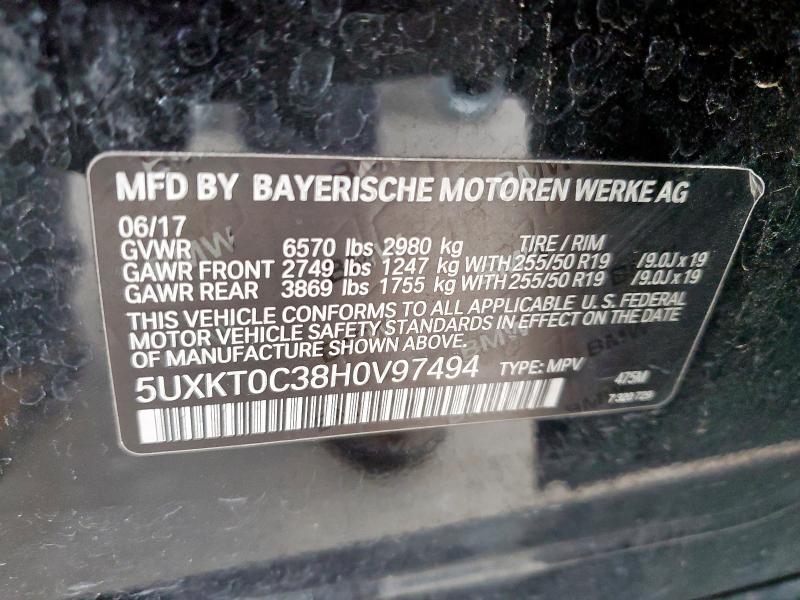 MFD BY BAYERISCHE MOTOREN WERKE AG
06/17
GVWR 6570 lbs 2980 kg TIRE / RIM
GAWR FRONT 2749 lbs 1247 kg WITH 255/50 R19 /9.0J x 19
GAWR REAR 3869 lbs 1755 kg WITH 255/50 R19 /9.0J x 19
THIS VEHICLE CONFORMS TO ALL APPLICABLE U.S. FEDERAL
MOTOR VEHICLE SAFETY STANDARDS IN EFFECT ON THE DATE
OF MANUFACTURE SHOWN ABOVE.
5UXKT0C38H0V97494 TYPE: MPV 475M